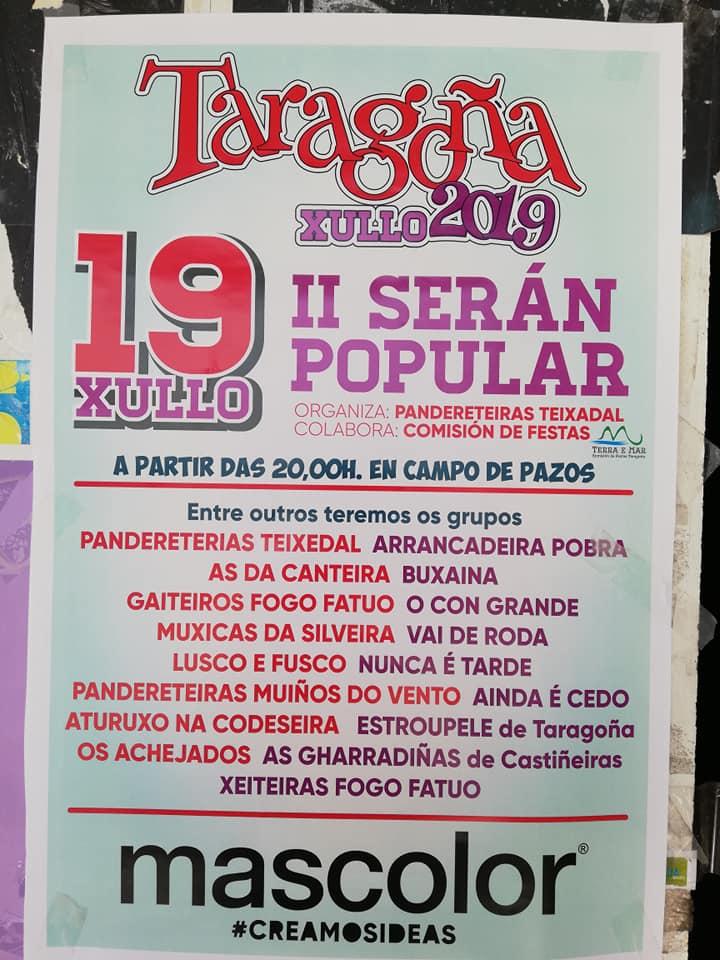 Taragoña
XULLO 2019
19
XULLO
II SERÁN
POPULAR
ORGANIZA: PANDERETEIRAS TEIXADAL
COLABORA: COMISIÓN DE FESTAS
TERRA E MAR
A PARTIR DAS 20,00H. EN CAMPO DE PAZOS
Entre outros teremos os grupos
PANDERETERIAS TEIXEDAL ARRANCADEIRA POBRA
AS DA CANTEIRA BUXAINA
GAITEIROS FOGO FATUO O CON GRANDE
MUXICAS DA SILVEIRA VAI DE RODA
LUSCO E FUSCO NUNCA É TARDE
PANDERETEIRAS MUIÑOS DO VENTO AINDA É CEDO
ATURUXO NA CODESEIRA ESTROUPELE de Taragoña
OS ACHEJADOS AS GHARRADIÑAS de Castiñeiras
XEITEIRAS FOGO FATUO
mascolor®
#CREAMOSIDEAS